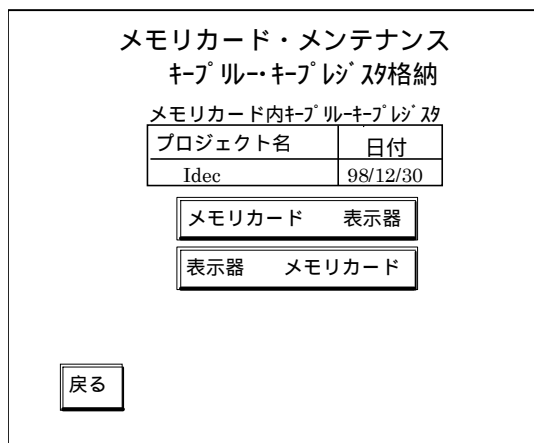 メモリカード・メンテナンス
ｷｰﾌﾟﾘﾚｰ･ｷｰﾌﾟﾚｼﾞｽﾀ格納
メモリカード内ｷｰﾌﾟﾘﾚｰｷｰﾌﾟﾚｼﾞｽﾀ
プロジェクト名 日付
Idec 98/12/30
メモリカード 表示器
表示器 メモリカード
戻る